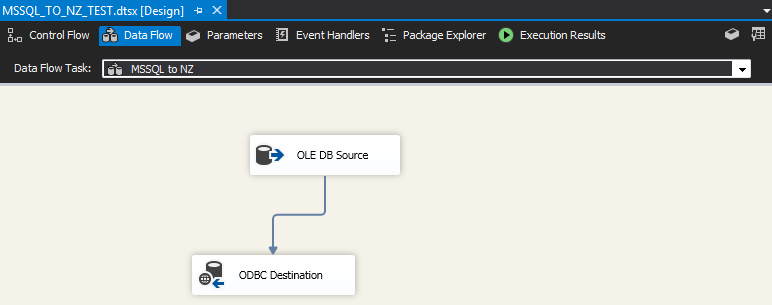 MSSQL_TO_NZ_TEST.dtsx [Design]
Control Flow Data Flow Parameters Event Handlers Package Explorer Execution Results
Data Flow Task: MSSQL to NZ
OLE DB Source
ODBC Destination